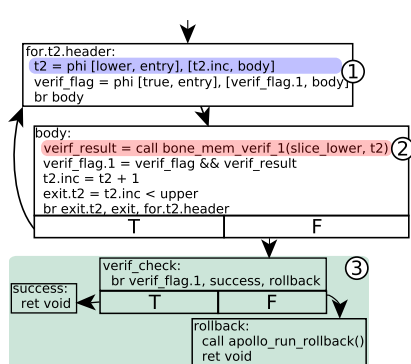 for.t2.header:
t2 = phi [lower, entry], [t2.inc, body]
verif_flag = phi [true, entry], [verif_flag.1, body]
br body
1
body:
veirf_result = call bone_mem_verif_1(slice_lower, t2)
verif_flag.1 = verif_flag && verif_result
t2.inc = t2 + 1
exit.t2 = t2.inc < upper
br exit.t2, exit, for.t2.header
2
T F
verif_check:
br verif_flag.1, success, rollback
3
T F
success:
ret void
rollback:
call apollo_run_rollback()
ret void